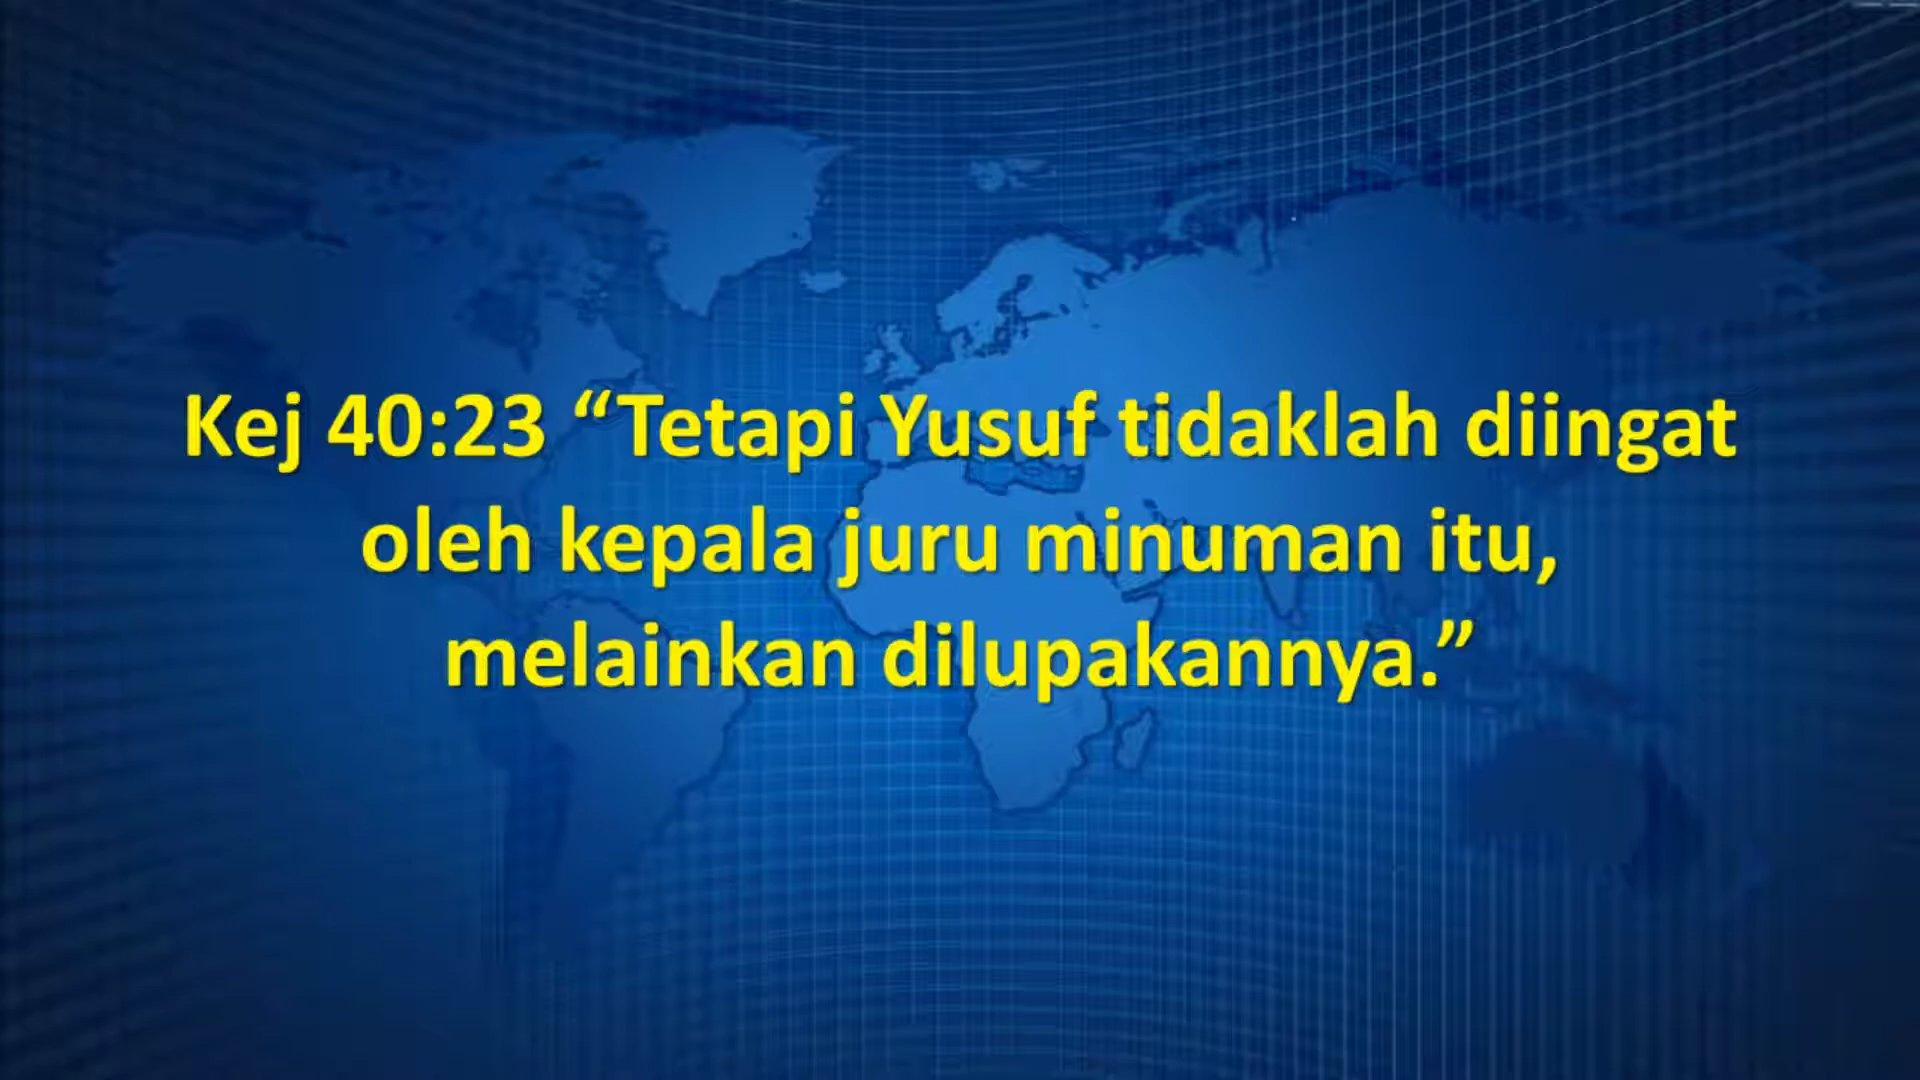 Kej 40:23 “Tetapi Yusuf tidaklah diingat
oleh kepala juru minuman itu,
melainkan dilupakannya.”